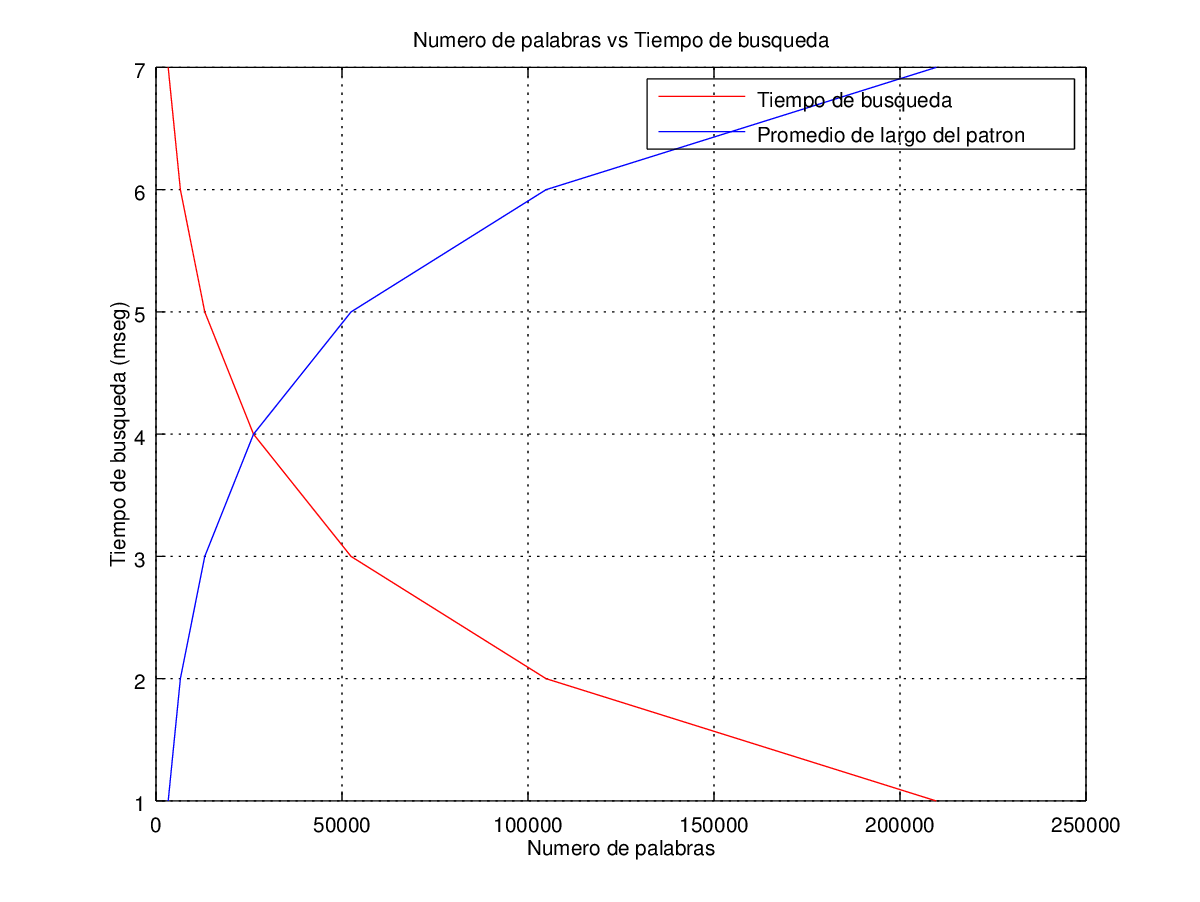 Numero de palabras vs Tiempo de busqueda
7
6
5
4
3
2
1
Tiempo de busqueda (mseg)
Tiempo de busqueda
Promedio de largo del patron
0 50000 100000 150000 200000 250000
Numero de palabras